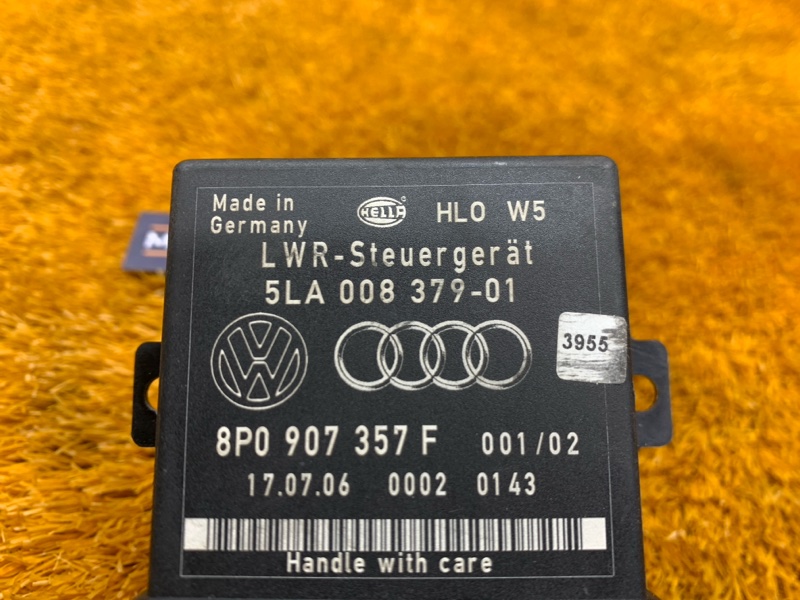 Made in
Germany
HELLA
HLO W5
LWR-Steuergerät
5LA 008 379-01
3955
8P0 907 357 F 001/02
17.07.06 0002 0143
Handle with care